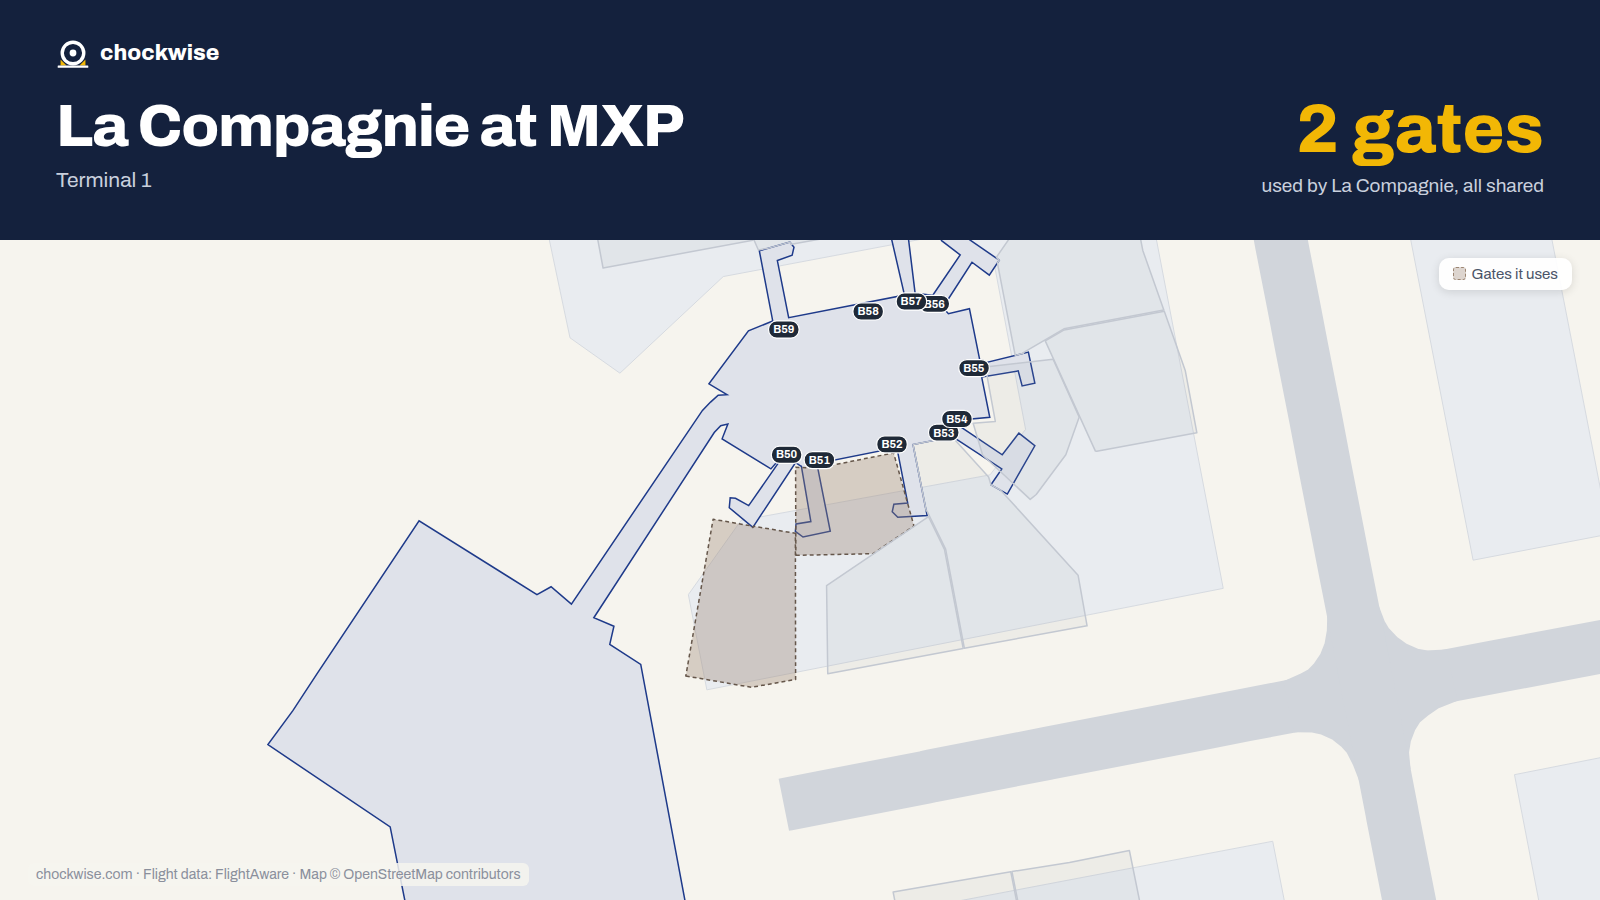 chockwise
La Compagnie at MXP
Terminal 1
2 gates
used by La Compagnie, all shared
Gates it uses
B57
B56
B58
B59
B55
B54
B53
B52
B50
B51
chockwise.com · Flight data: FlightAware · Map © OpenStreetMap contributors